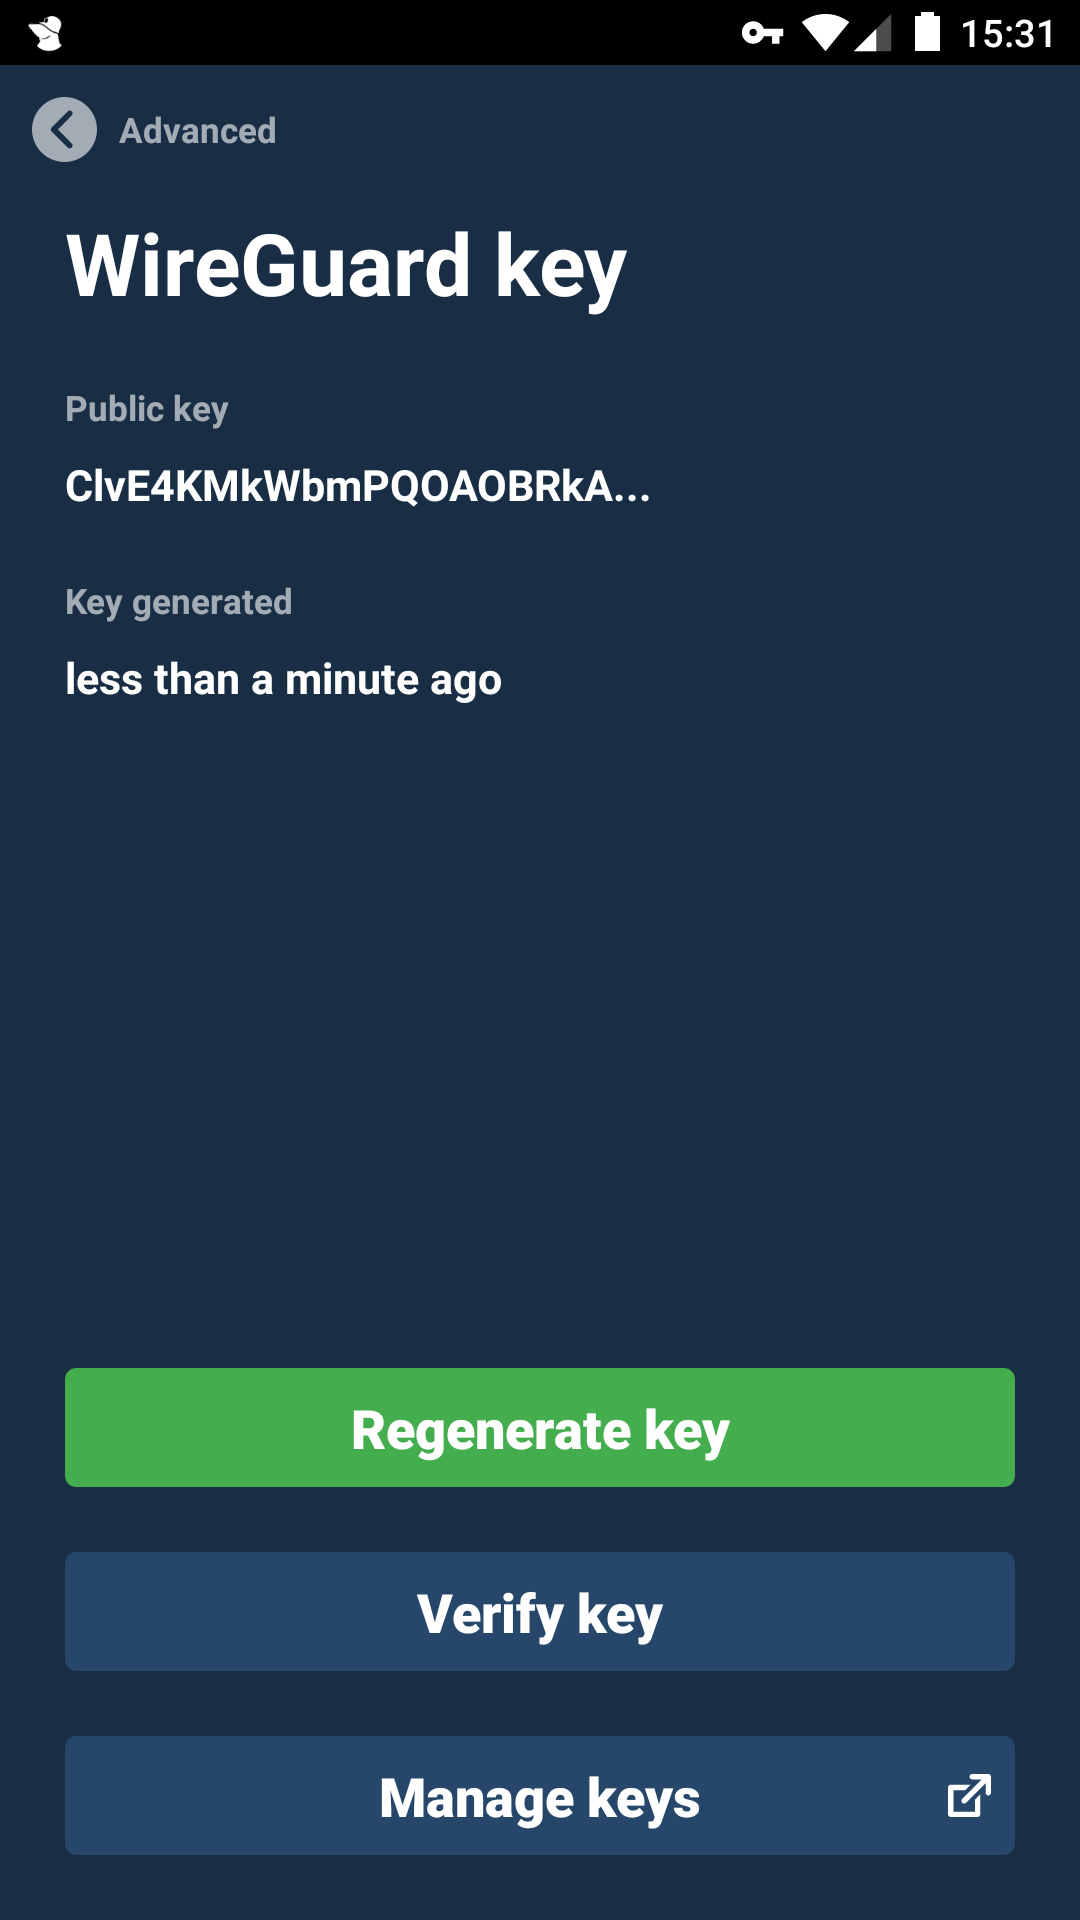 15:31
Advanced
WireGuard key
Public key
ClvE4KMkWbmPQOAOBRkA...
Key generated
less than a minute ago
Regenerate key
Verify key
Manage keys